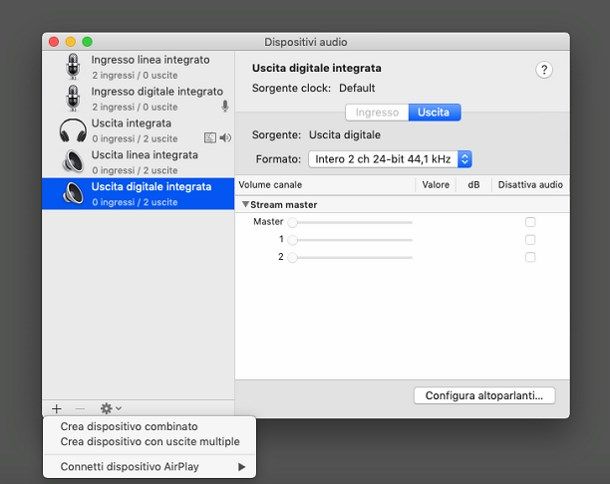 Dispositivi audio
Ingresso linea integrato
2 ingressi / 0 uscite
Ingresso digitale integrato
2 ingressi / 0 uscite
Uscita integrata
0 ingressi / 2 uscite
Uscita linea integrata
0 ingressi / 2 uscite
Uscita digitale integrata
0 ingressi / 2 uscite
Uscita digitale integrata
?
Sorgente clock: Default
Ingresso Uscita
Sorgente: Uscita digitale
Formato: Intero 2 ch 24-bit 44,1 kHz
Volume canale Valore dB Disattiva audio
Stream master
Master
1
2
Configura altoparlanti...
Crea dispositivo combinato
Crea dispositivo con uscite multiple
Connetti dispositivo AirPlay